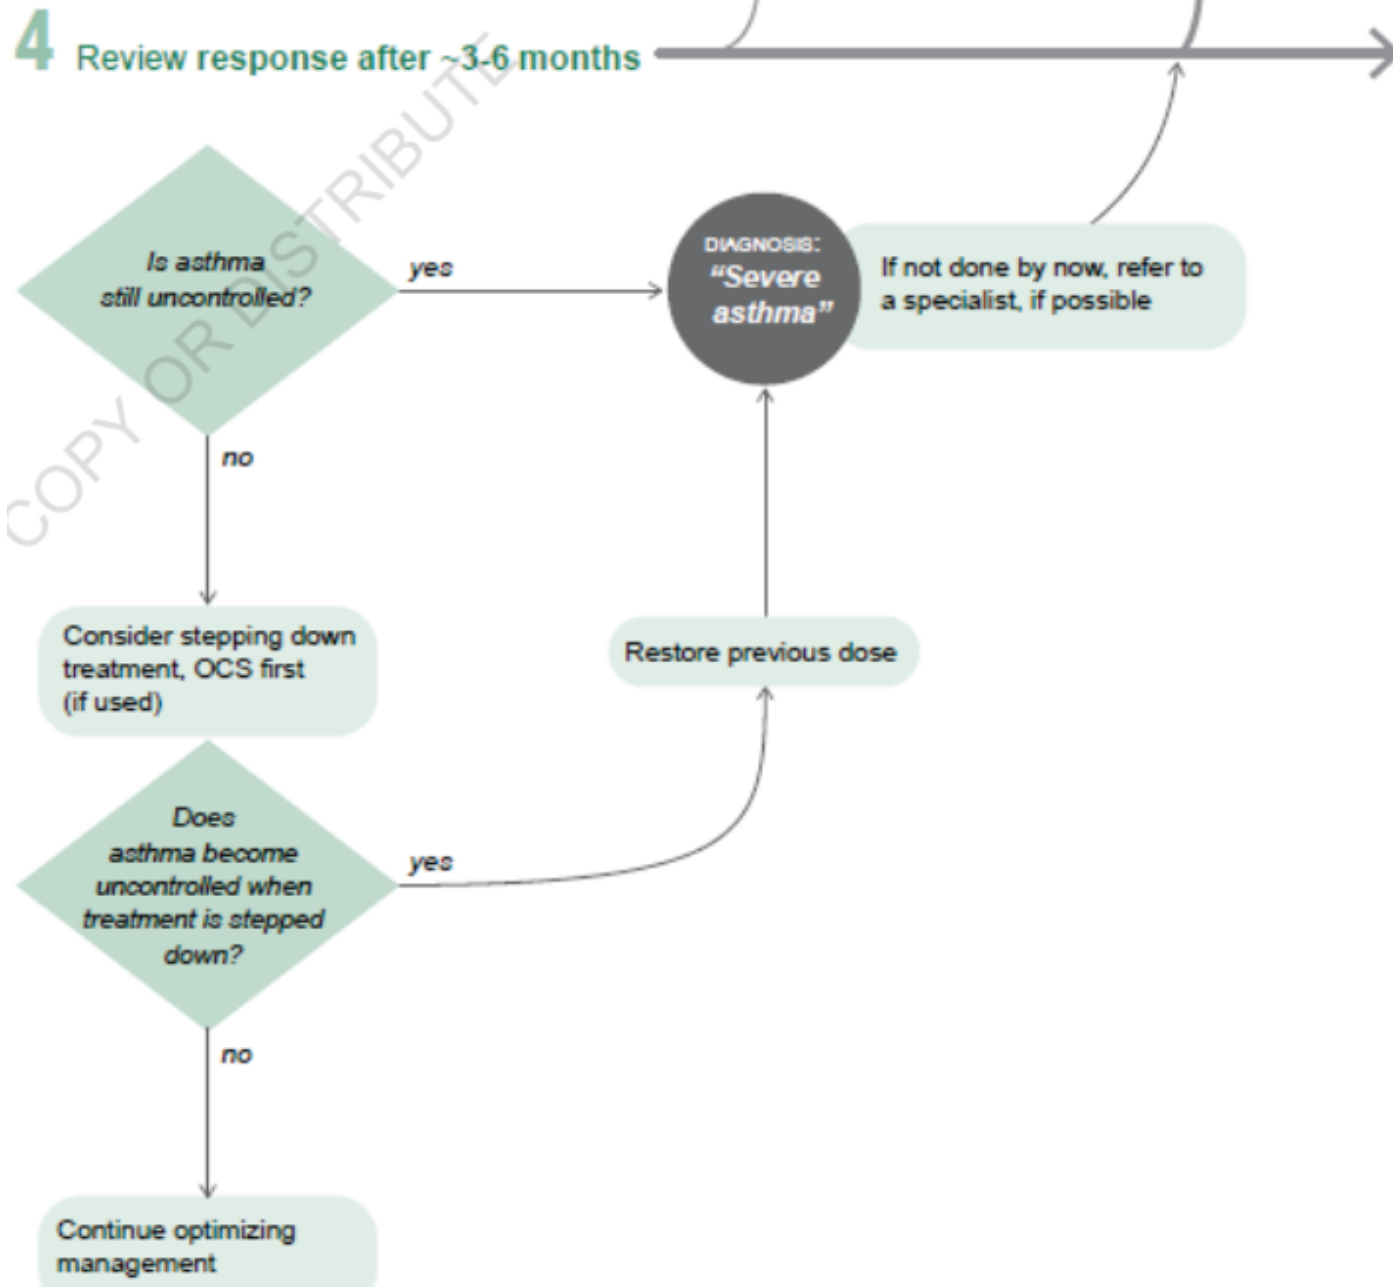 4 Review response after ~3-6 months
Is asthma
still uncontrolled?
yes
DIAGNOSIS:
“Severe
asthma”
If not done by now, refer to
a specialist, if possible
no
Consider stepping down
treatment, OCS first
(if used)
Restore previous dose
Does
asthma become
uncontrolled when
treatment is stepped
down?
yes
no
Continue optimizing
management
COPY OR DISTRIBUTE